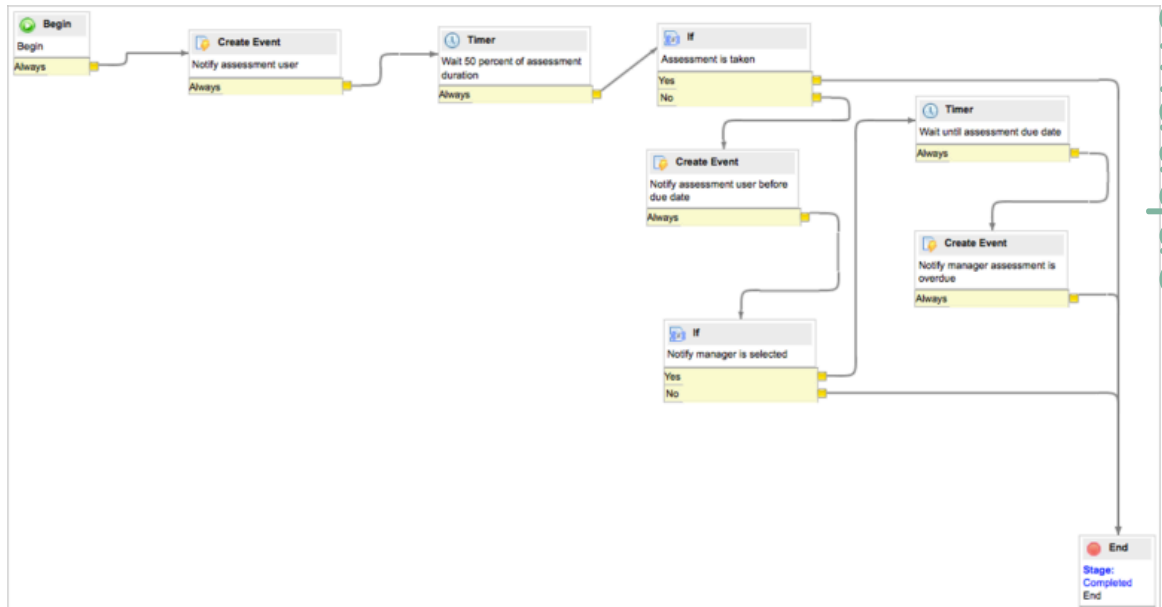 Begin
Begin
Always
Create Event
Notify assessment user
Always
Timer
Wait 50 percent of assessment
duration
Always
If
Assessment is taken
Yes
No
Timer
Wait until assessment due date
Always
Create Event
Notify assessment user before
due date
Always
Create Event
Notify manager assessment is
overdue
Always
If
Notify manager is selected
Yes
No
End
Stage:
Completed
End